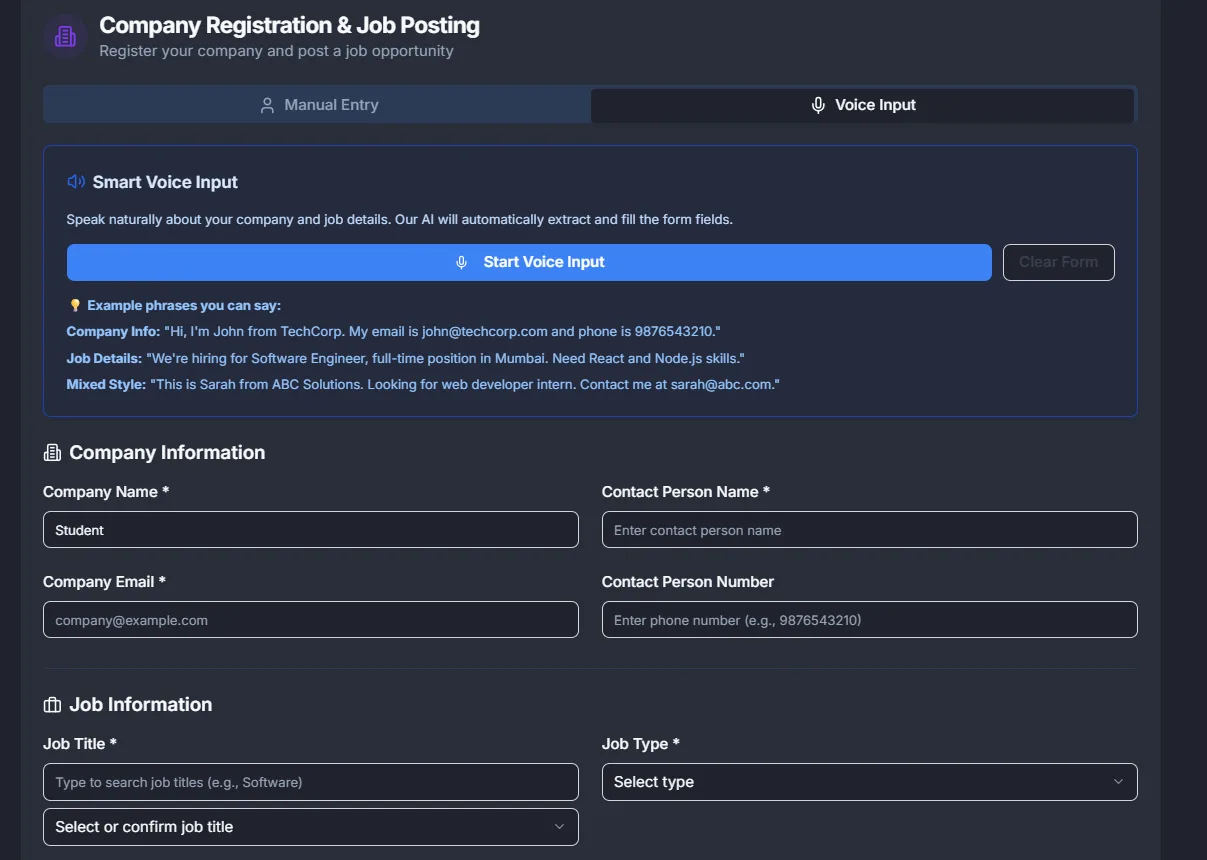 Company Registration & Job Posting
Register your company and post a job opportunity
Manual Entry
Voice Input
Smart Voice Input
Speak naturally about your company and job details. Our AI will automatically extract and fill the form fields.
Start Voice Input
Clear Form
💡 Example phrases you can say:
Company Info: "Hi, I'm John from TechCorp. My email is john@techcorp.com and phone is 9876543210."
Job Details: "We're hiring for Software Engineer, full-time position in Mumbai. Need React and Node.js skills."
Mixed Style: "This is Sarah from ABC Solutions. Looking for web developer intern. Contact me at sarah@abc.com."
Company Information
Company Name *
Contact Person Name *
Student
Enter contact person name
Company Email *
Contact Person Number
company@example.com
Enter phone number (e.g., 9876543210)
Job Information
Job Title *
Job Type *
Type to search job titles (e.g., Software)
Select type
Select or confirm job title